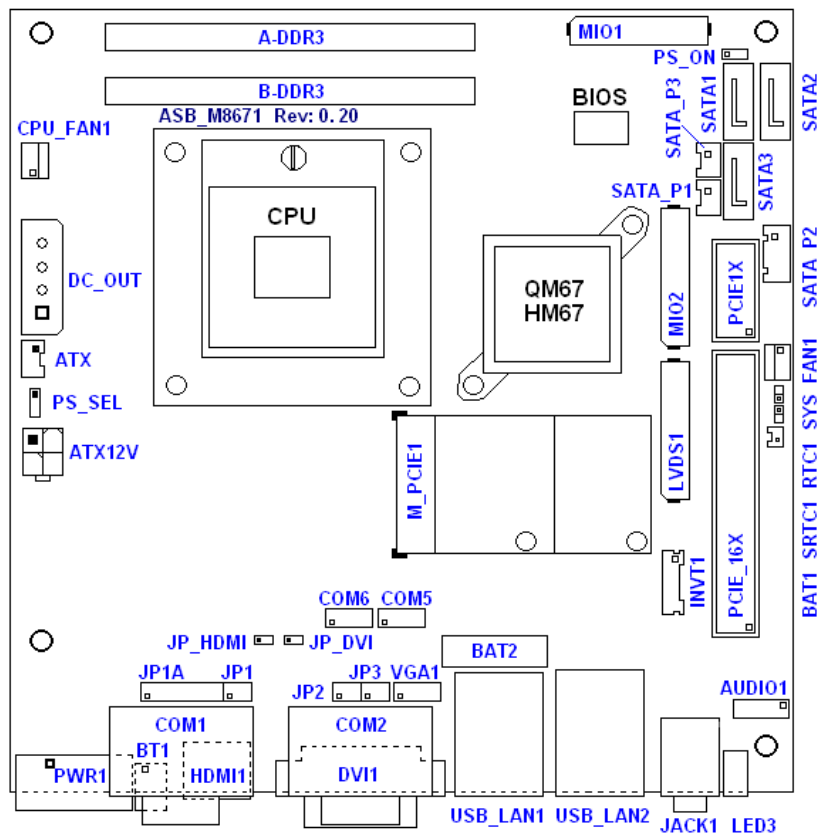 A-DDR3
MIO1
PS_ON
B-DDR3
ASB_M8671 Rev: 0.20
BIOS
SATA_P3
SATA1
SATA2
CPU_FAN1
SATA_P1
SATA3
CPU
DC_OUT
QM67
HM67
MIO2
PCIE1X
SATA P2
ATX
PS_SEL
ATX12V
M_PCIE1
LVDS1
BAT1 SRTC1 RTC1 SYS FAN1
INVT1
PCIE_16X
COM6 COM5
JP_HDMI JP_DVI
BAT2
JP1A JP1 JP2 JP3 VGA1
AUDIO1
COM1 COM2
BT1
PWR1 HDMI1 DVI1
USB_LAN1 USB_LAN2 JACK1 LED3